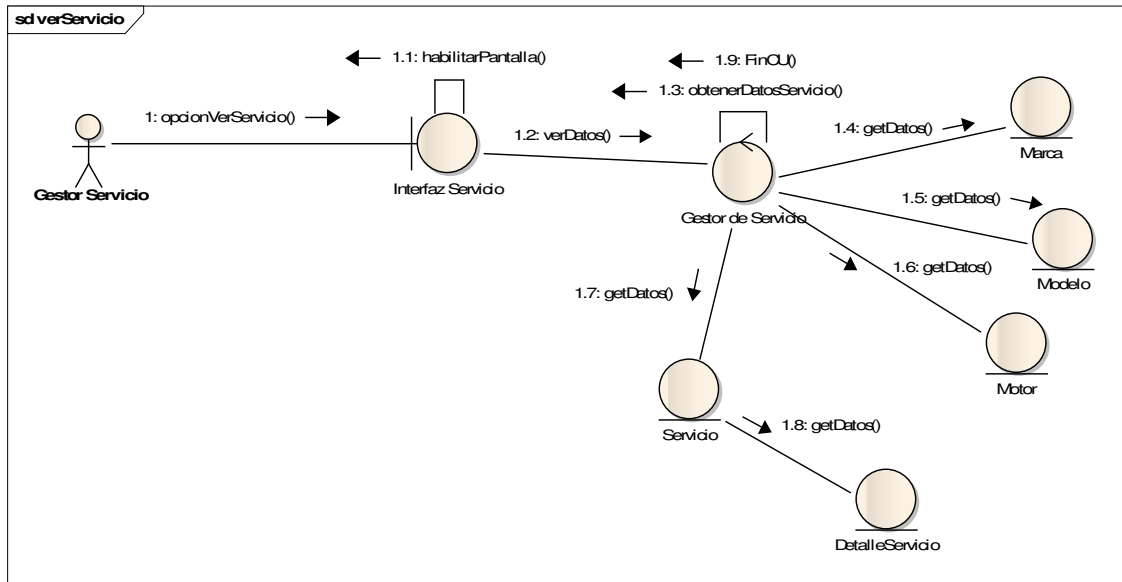 sd verServicio
1.1: habilitarPantalla()
1.9: FinCU()
1.3: obtenerDatosServicio()
1: opcionVerServicio()
1.2: verDatos()
1.4: getDatos()
Marca
Gestor Servicio
Interfaz Servicio
Gestor de Servicio
1.5: getDatos()
1.6: getDatos()
Modelo
1.7: getDatos()
Motor
Servicio
1.8: getDatos()
DetalleServicio